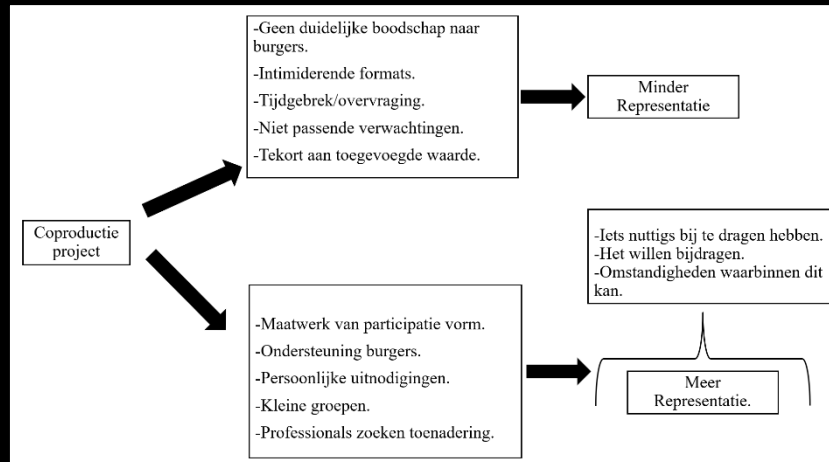 -Geen duidelijke boodschap naar
burgers.
-Intimiderende formats.
-Tijdgebrek/overvraging.
-Niet passende verwachtingen.
-Tekort aan toegevoegde waarde.
Minder
Representatie
Coproductie
project
-Iets nuttigs bij te dragen hebben.
-Het willen bijdragen.
-Omstandigheden waarbinnen dit
kan.
-Maatwerk van participatie vorm.
-Ondersteuning burgers.
-Persoonlijke uitnodigingen.
-Kleine groepen.
-Professionals zoeken toenadering.
Meer
Representatie.